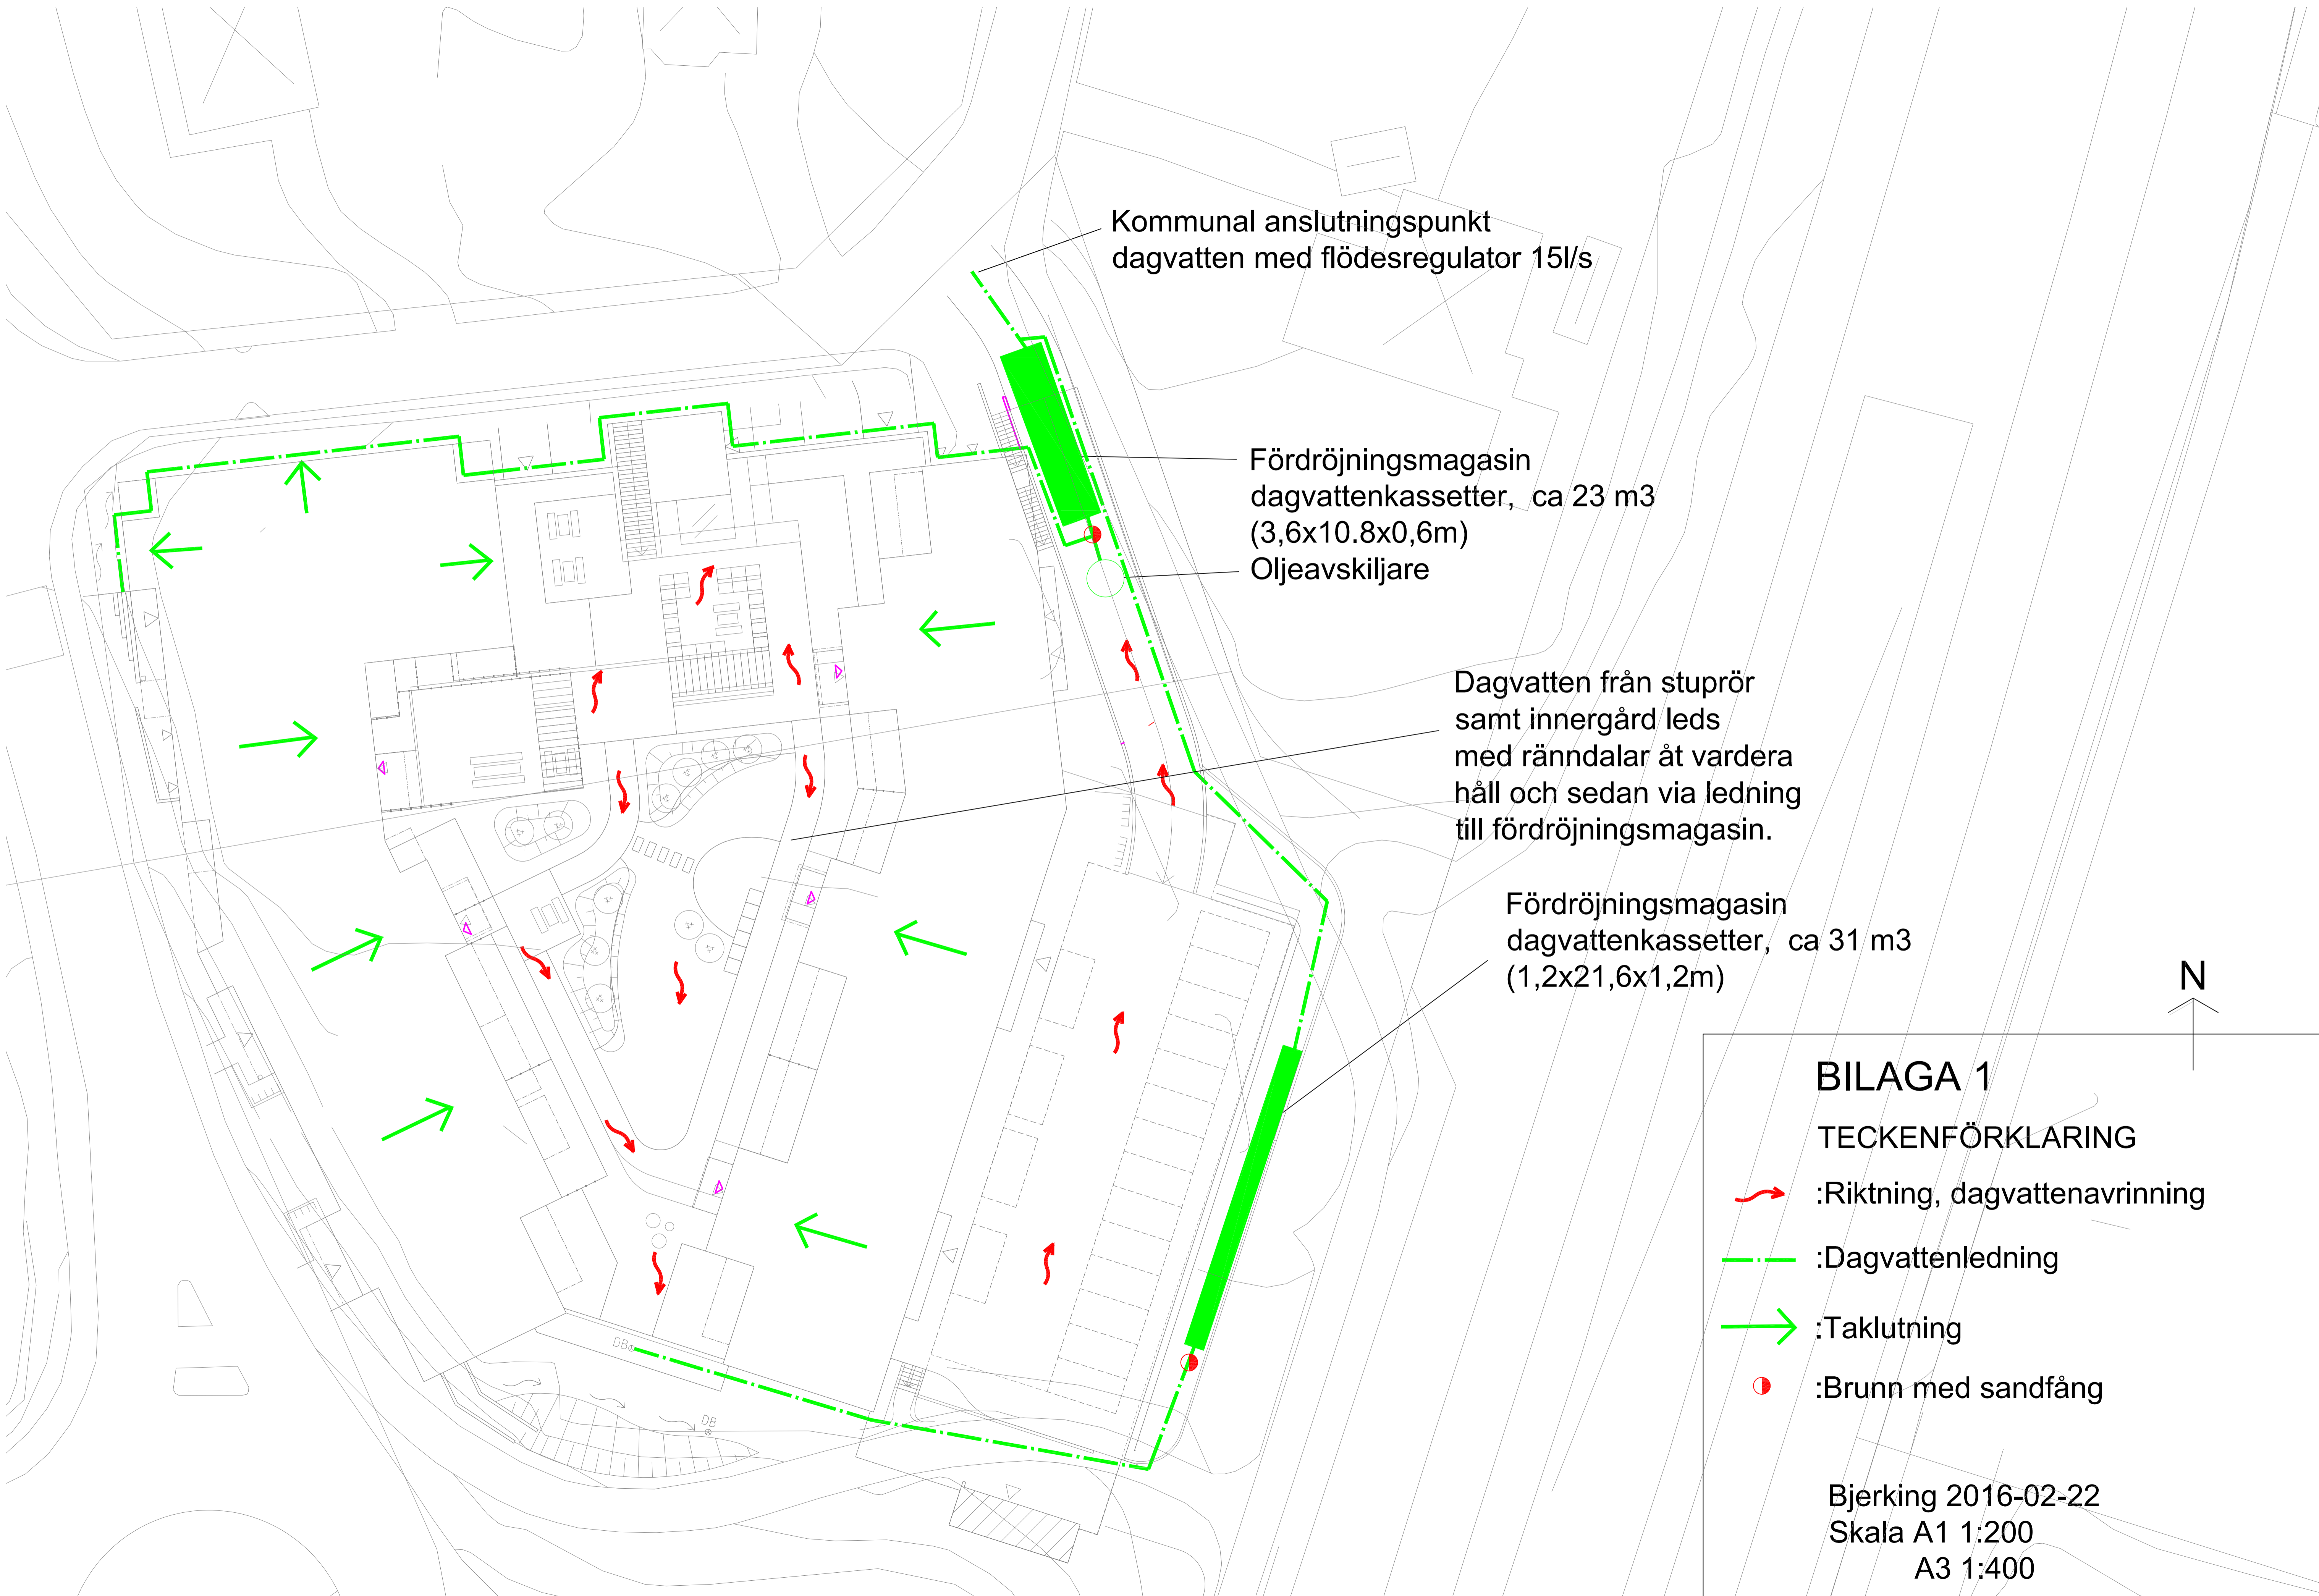 Kommunal anslutningspunkt
dagvatten med flödesregulator 15l/s
Fördröjningsmagasin
dagvattenkassetter, ca 23 m3
(3,6x10.8x0,6m)
Oljeavskiljare
Dagvatten från stuprör
samt innergård leds
med ränndalar åt vardera
håll och sedan via ledning
till fördröjningsmagasin.
Fördröjningsmagasin
dagvattenkassetter, ca 31 m3
(1,2x21,6x1,2m)
N
BILAGA 1
TECKENFÖRKLARING
:Riktning, dagvattenavrinning
:Dagvattenledning
:Taklutning
:Brunn med sandfång
DB
DB
Bjerking 2016-02-22
Skala A1 1:200
A3 1:400